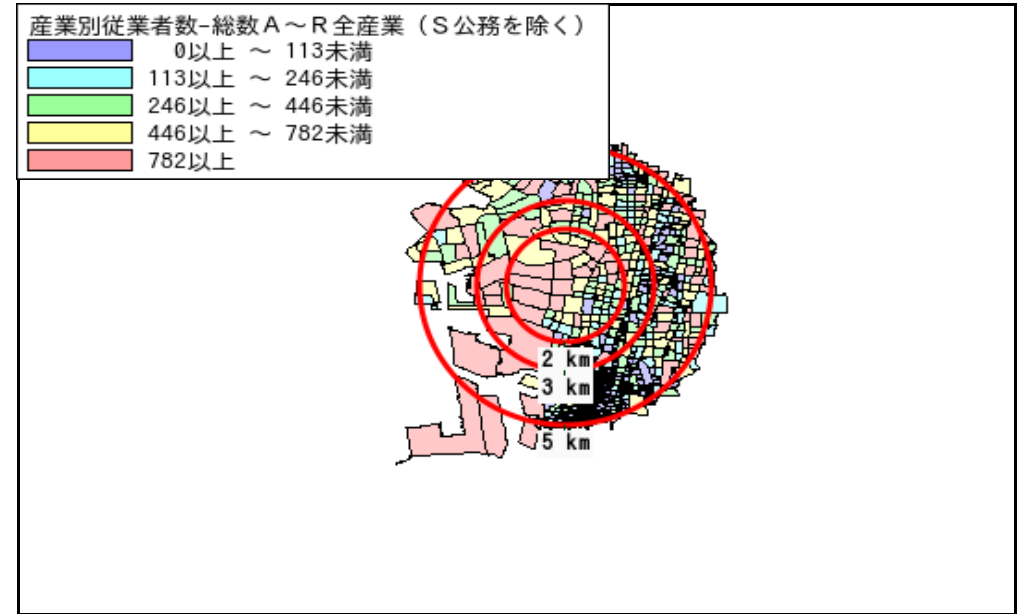 産業別従業者数-総数A～R全産業（S公務を除く）
0以上 ～ 113未満
113以上 ～ 246未満
246以上 ～ 446未満
446以上 ～ 782未満
782以上
2 km
3 km
5 km